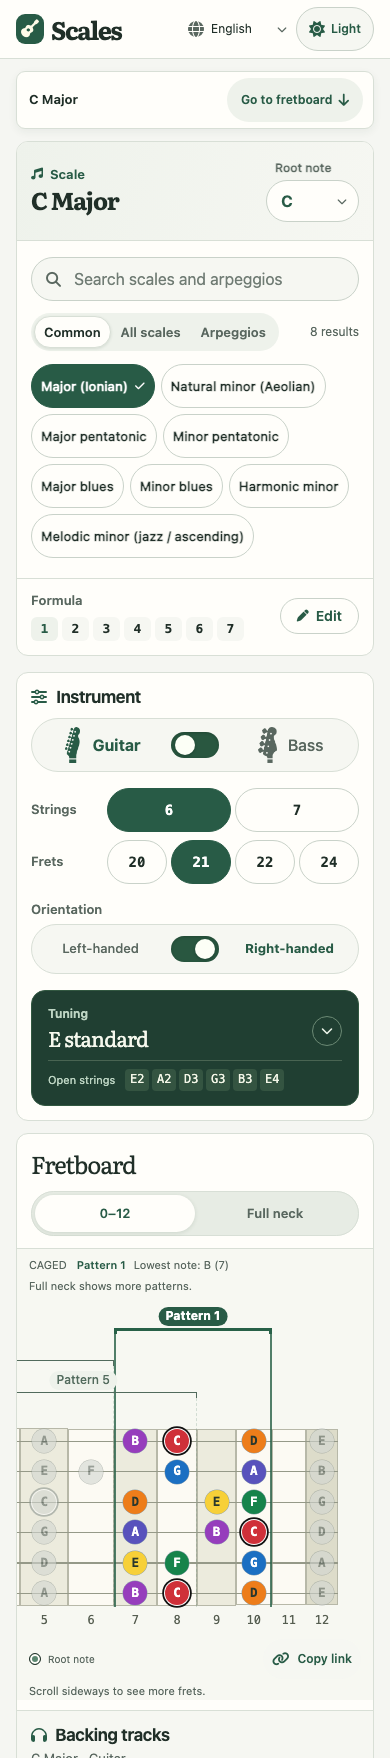 Scales
English
Light
C Major
Go to fretboard
Scale
Root note
C Major
C
Search scales and arpeggios
Common All scales Arpeggios 8 results
Major (Ionian) Natural minor (Aeolian)
Major pentatonic Minor pentatonic
Major blues Minor blues Harmonic minor
Melodic minor (jazz / ascending)
Formula
1 2 3 4 5 6 7
Edit
Instrument
Guitar Bass
Strings 6 7
Frets 20 21 22 24
Orientation
Left-handed Right-handed
Tuning
E standard
Open strings E2 A2 D3 G3 B3 E4
Fretboard
0–12 Full neck
CAGED Pattern 1 Lowest note: B (7)
Full neck shows more patterns.
Pattern 1
Pattern 5
A B C D E
E F G A B
C D E F G
G A B C D
D E F G A
A B C D E
5 6 7 8 9 10 11 12
Root note
Copy link
Scroll sideways to see more frets.
Backing tracks
C Major · Guitar